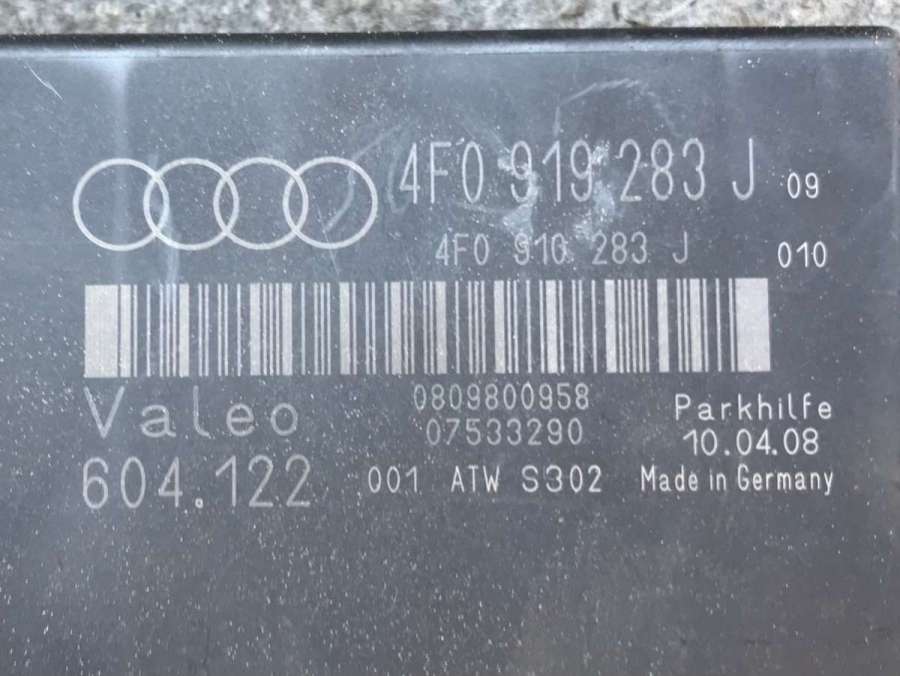 4F0 919 283 J 09
4F0 910 283 J 010
Valeo 0809800958 Parkhilfe
07533290 10.04.08
604.122 001 ATW S302 Made in Germany